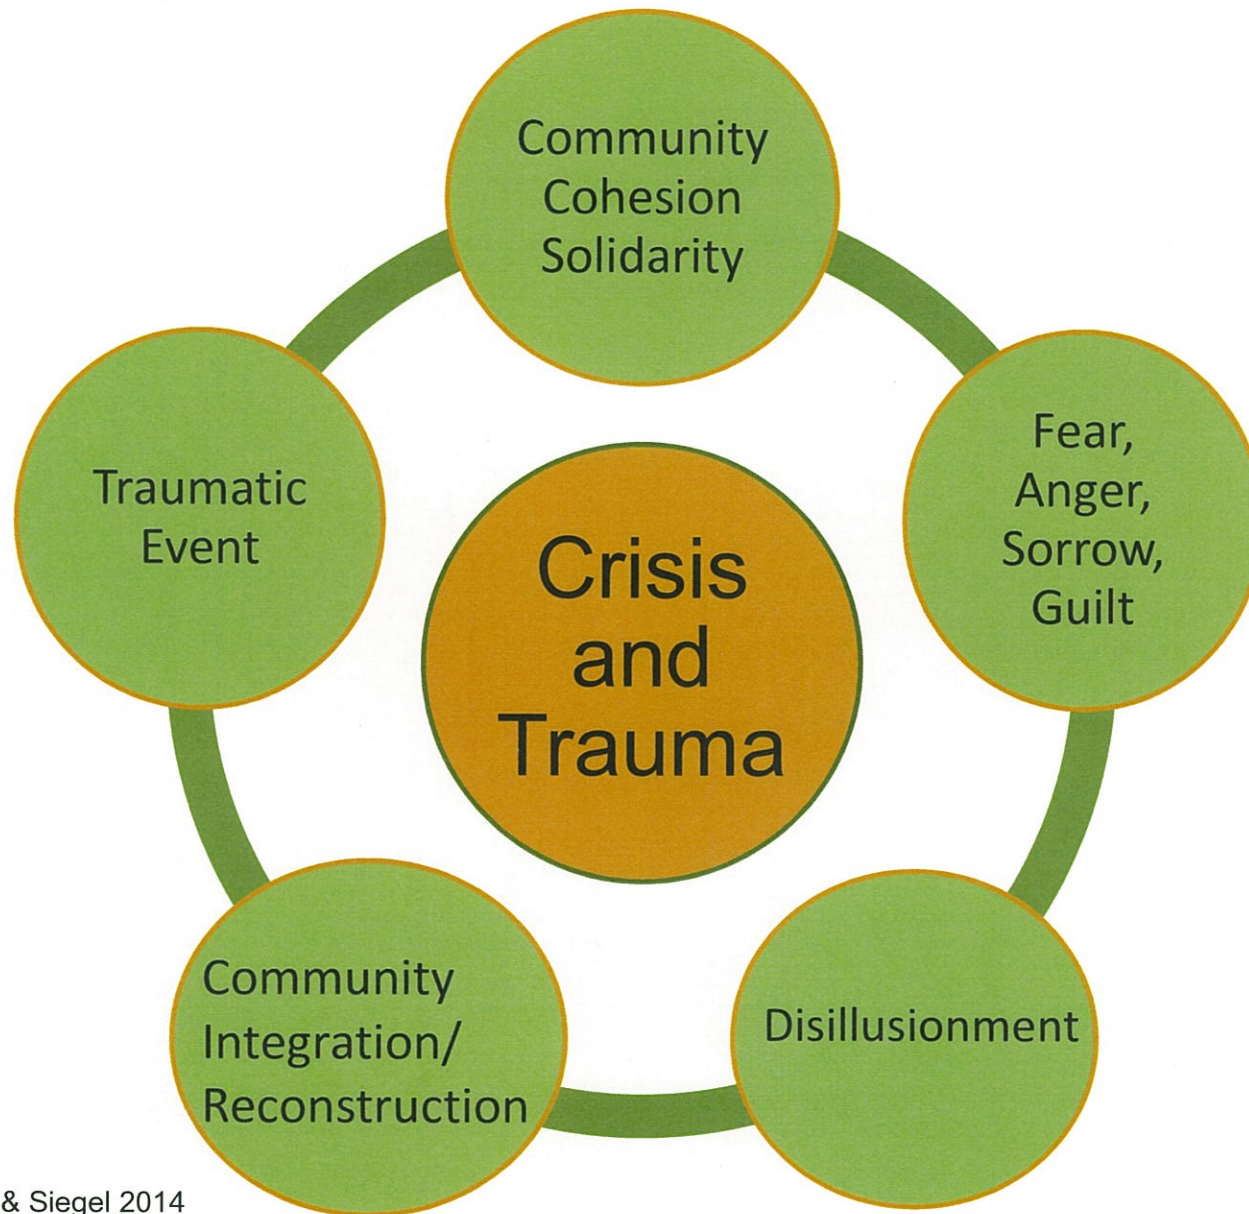 Community
Cohesion
Solidarity
Fear,
Anger,
Sorrow,
Guilt
Traumatic
Event
Crisis
and
Trauma
Community
Integration/
Reconstruction
Disillusionment
& Siegel 2014